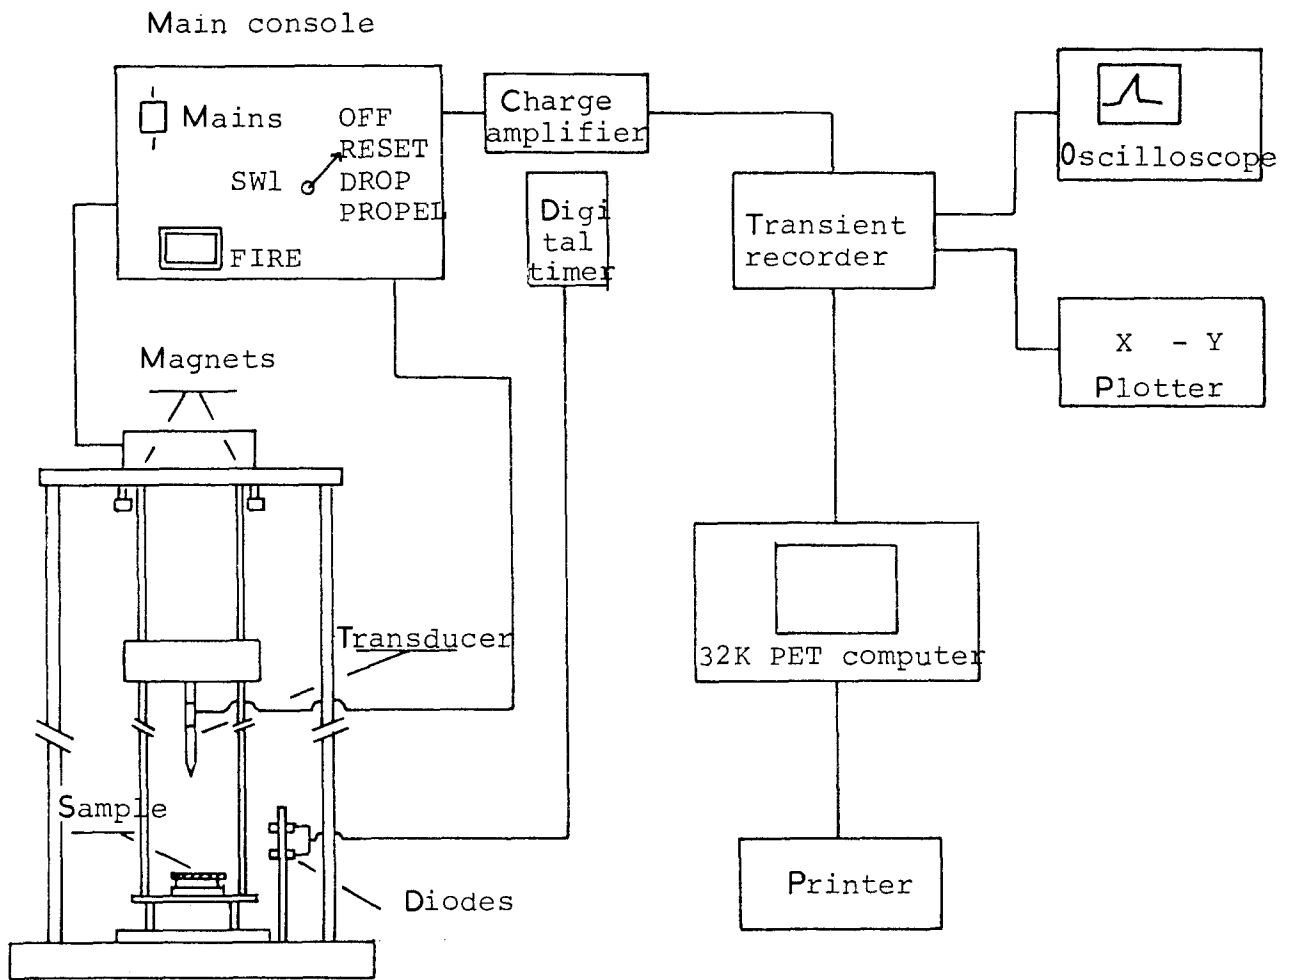 Main console
Mains
OFF
RESET
SW1
DROP
PROPEL
FIRE
Charge
amplifier
Digi
tal
timer
Transient
recorder
Oscilloscope
X - Y
Plotter
Magnets
Transducer
32K PET computer
Sample
Diodes
Printer